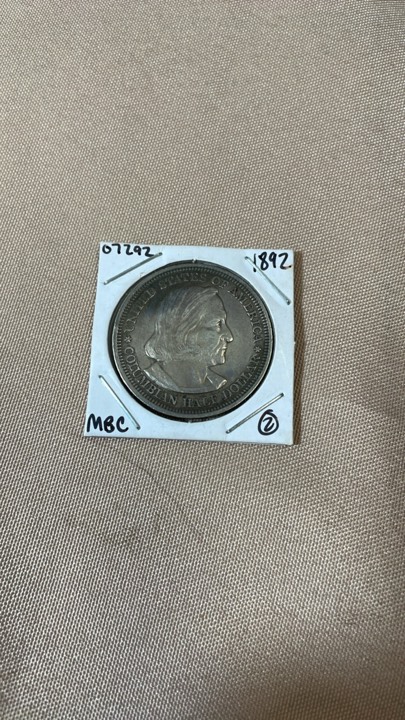 07292
1892
UNITED STATES OF AMERICA
COLUMBIAN HALF DOLLAR
MBC
2